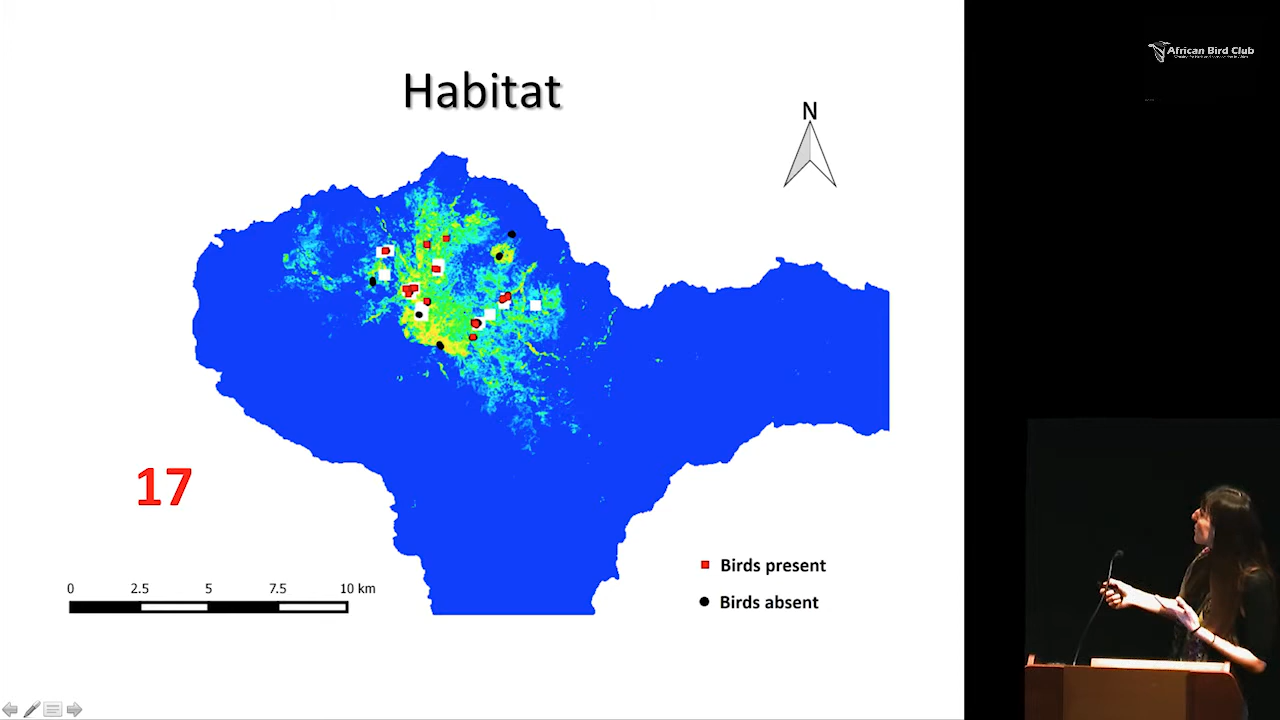 African Bird Club
Habitat
N
17
0 2.5 5 7.5 10 km
Birds present
Birds absent